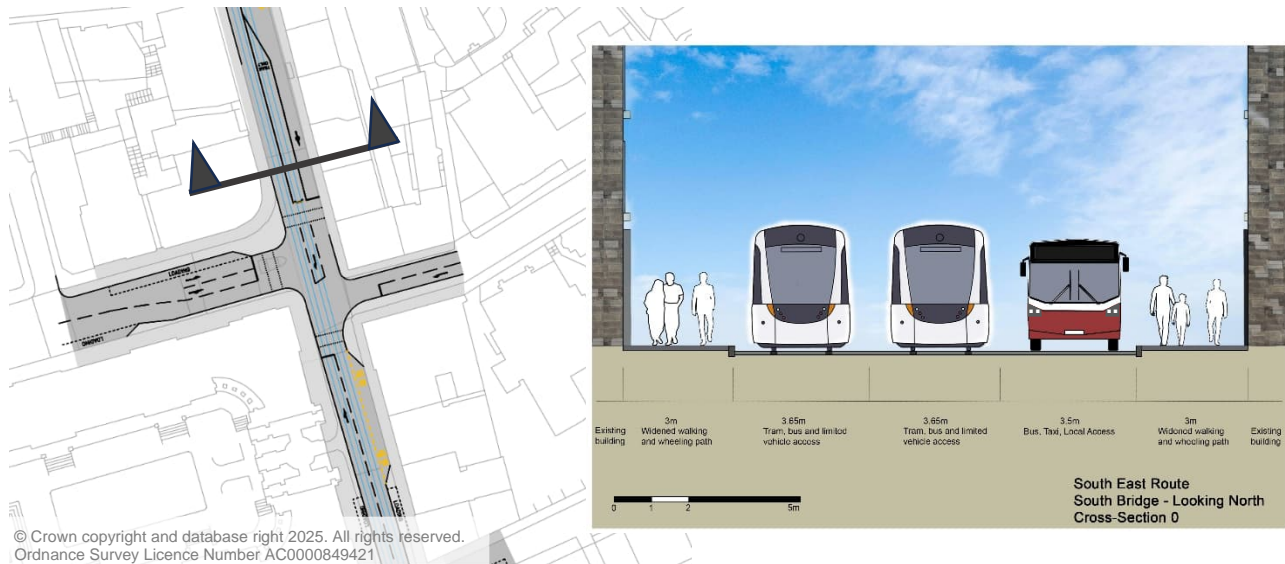 TRAM
ONLY
LOADING
LOADING
© Crown copyright and database right 2025. All rights reserved.
Ordnance Survey Licence Number AC0000849421
Existing
building
3m
Widened walking
and wheeling path
3.65m
Tram, bus and limited
vehicle access
3.65m
Tram, bus and limited
vehicle access
3.5m
Bus, Taxi, Local Access
3m
Widened walking
and wheeling path
Existing
building
0 1 2 5m
South East Route
South Bridge - Looking North
Cross-Section 0